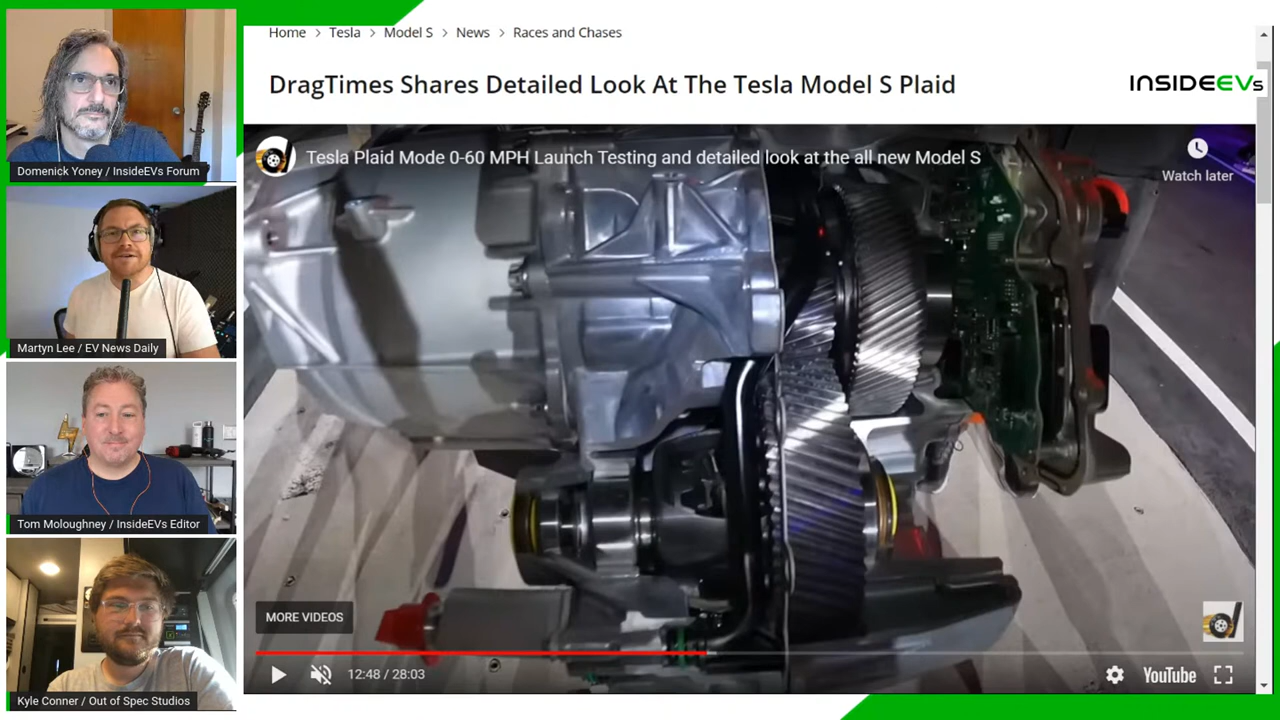 Domenick Yoney / InsideEVs Forum
Martyn Lee / EV News Daily
Tom Moloughney / InsideEVs Editor
Kyle Conner / Out of Spec Studios
Home > Tesla > Model S > News > Races and Chases
DragTimes Shares Detailed Look At The Tesla Model S Plaid
INSIDEEVs
Tesla Plaid Mode 0-60 MPH Launch Testing and detailed look at the all new Model S
Watch later
MORE VIDEOS
12:48 / 28:03
YouTube